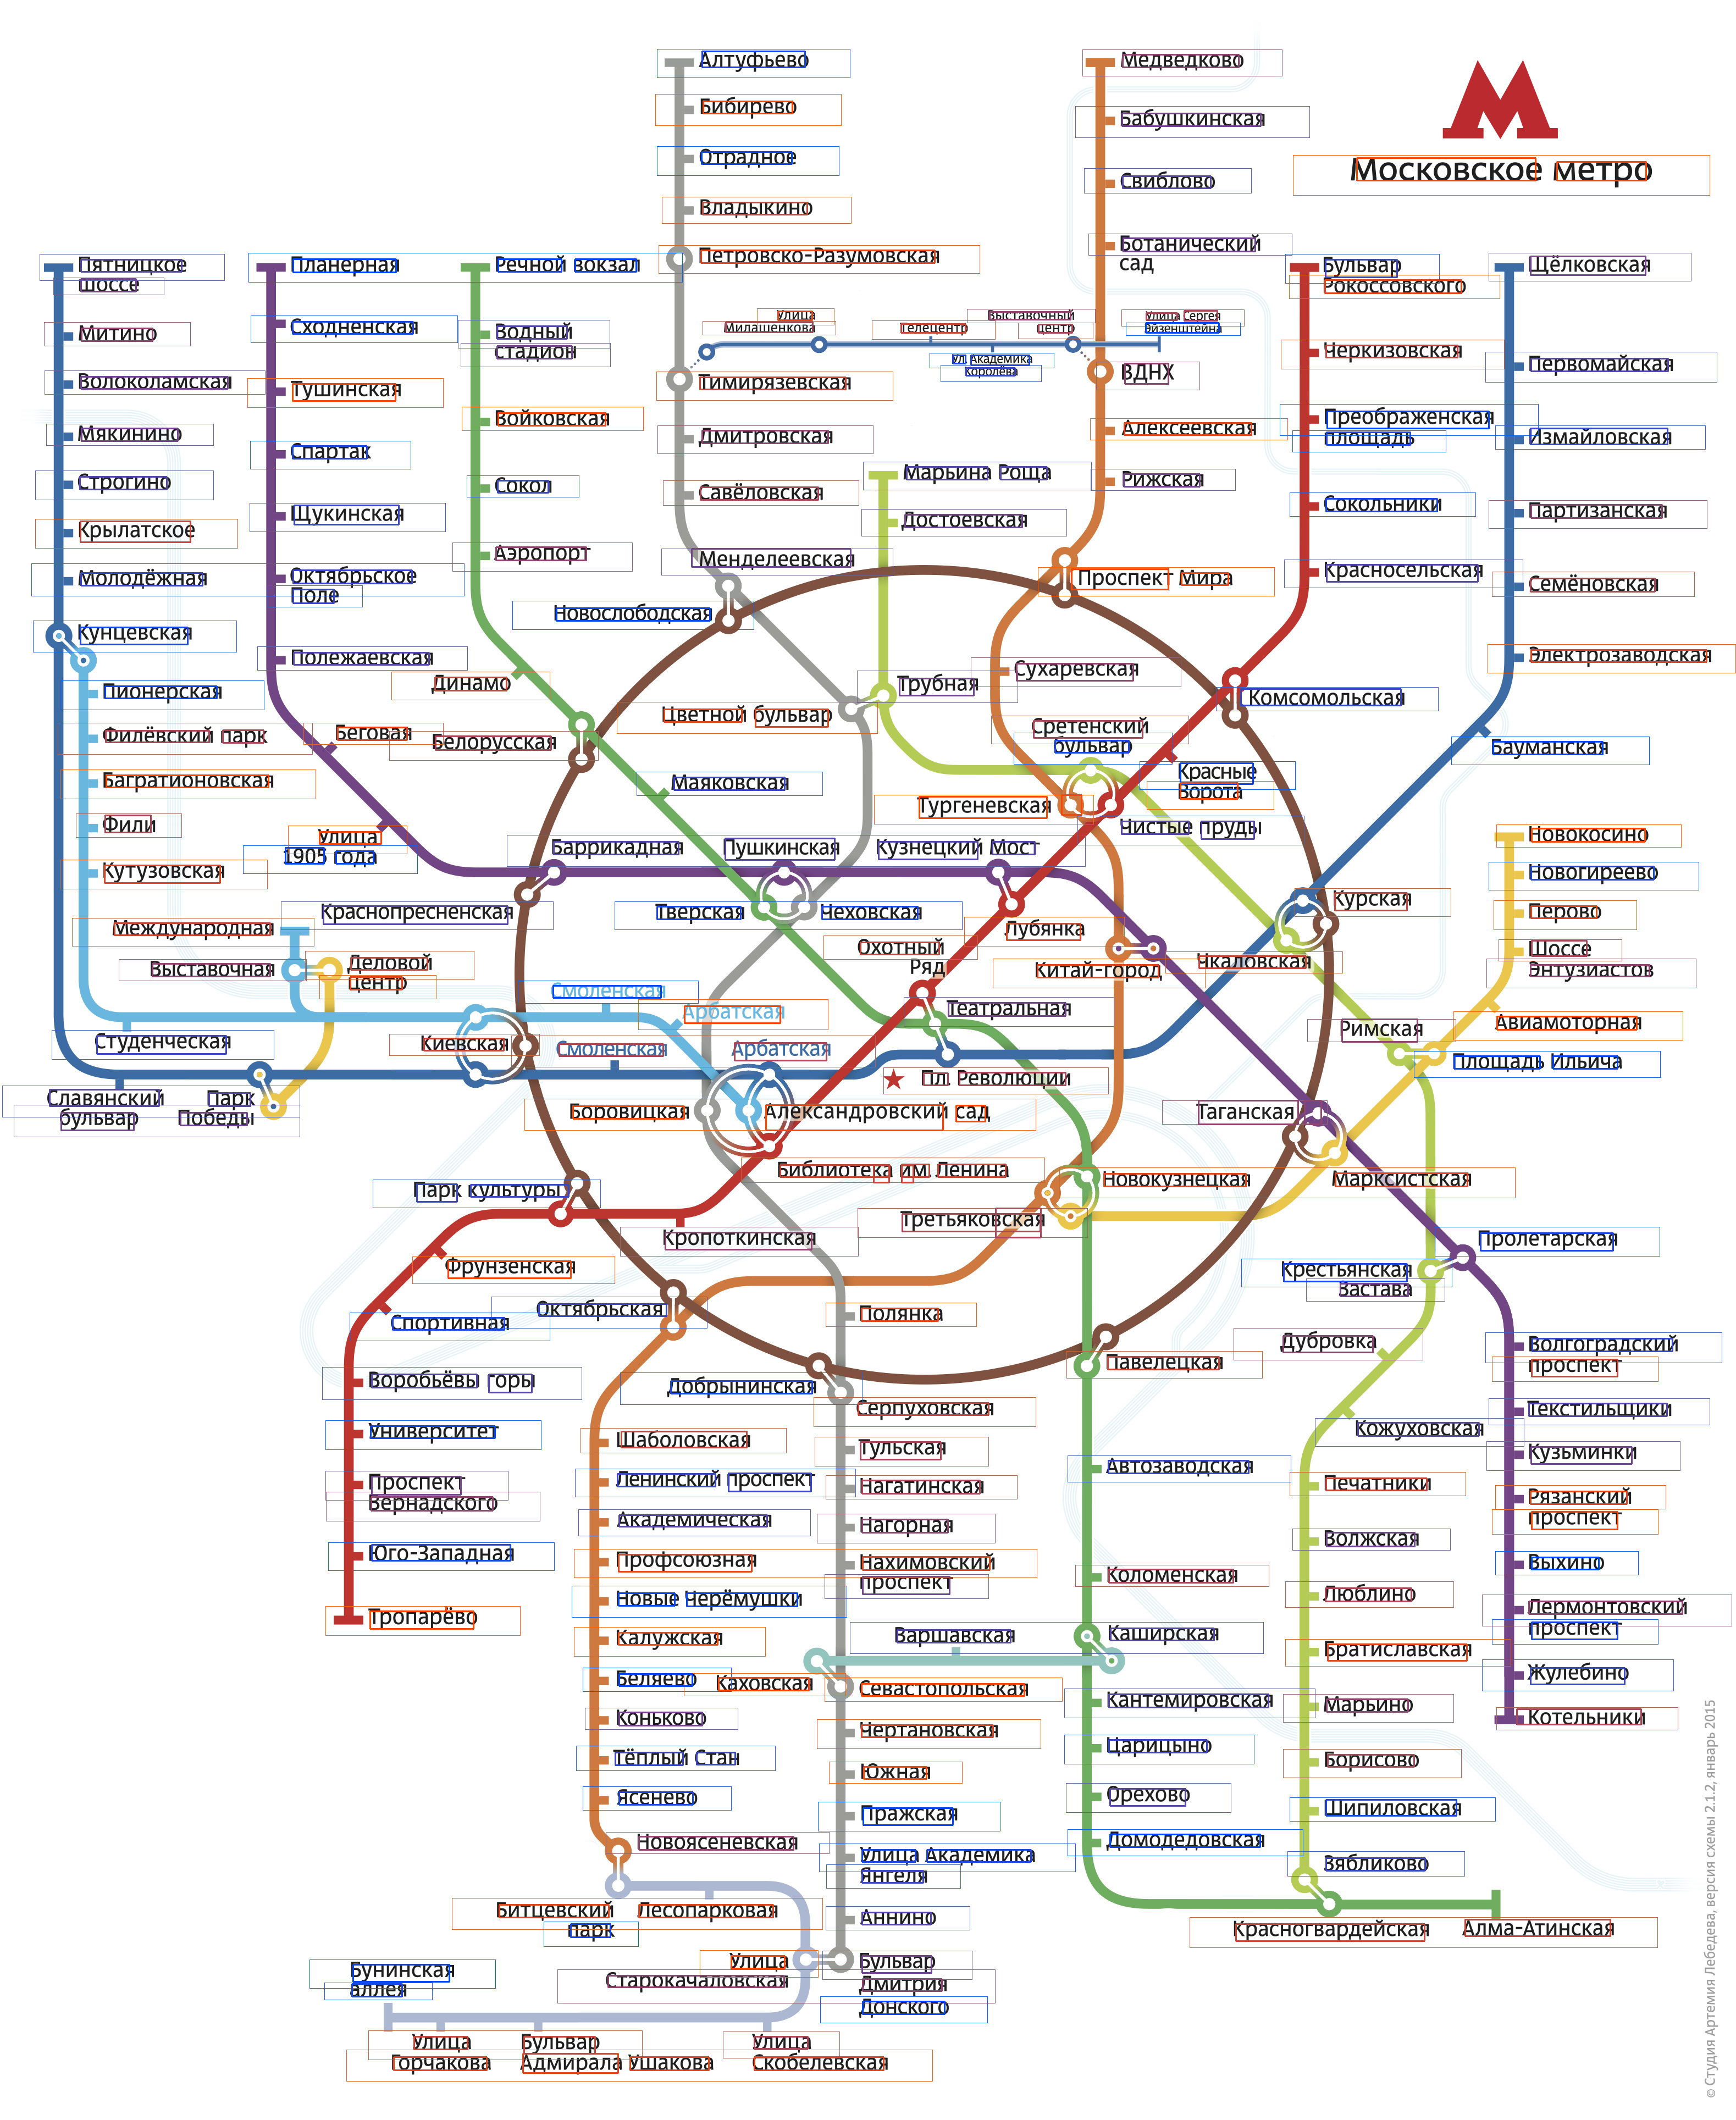 Московское метро
Алтуфьево
Бибирево
Отрадное
Владыкино
Петровско-Разумовская
Тимирязевская
Дмитровская
Савёловская
Менделеевская
Новослободская
Медведково
Бабушкинская
Свиблово
Ботанический
сад
ВДНХ
Алексеевская
Рижская
Проспект Мира
Улица
Милашенкова
Телецентр
Выставочный
центр
Улица Сергея
Эйзенштейна
Ул. Академика
Королёва
Пятницкое
шоссе
Митино
Волоколамская
Мякинино
Строгино
Крылатское
Молодёжная
Кунцевская
Пионерская
Филёвский парк
Багратионовская
Фили
Кутузовская
Планерная
Сходненская
Тушинская
Спартак
Щукинская
Октябрьское
Поле
Полежаевская
Беговая
Улица
1905 года
Речной вокзал
Водный
стадион
Войковская
Сокол
Аэропорт
Динамо
Белорусская
Маяковская
Марьина Роща
Достоевская
Трубная
Цветной бульвар
Сухаревская
Сретенский
бульвар
Тургеневская
Бульвар
Рокоссовского
Черкизовская
Преображенская
площадь
Сокольники
Красносельская
Комсомольская
Красные
Ворота
Чистые пруды
Щёлковская
Первомайская
Измайловская
Партизанская
Семёновская
Электрозаводская
Бауманская
Баррикадная
Пушкинская
Кузнецкий Мост
Краснопресненская
Тверская
Чеховская
Лубянка
Охотный
Ряд
Китай-город
Чкаловская
Курская
Новокосино
Новогиреево
Перово
Шоссе
Энтузиастов
Авиамоторная
Римская
Площадь Ильича
Международная
Выставочная
Деловой
центр
Студенческая
Киевская
Смоленская
Арбатская
Смоленская
Арбатская
Театральная
Пл. Революции
Славянский
бульвар
Парк
Победы
Боровицкая
Александровский сад
Библиотека им. Ленина
Таганская
Марксистская
Новокузнецкая
Третьяковская
Парк культуры
Кропоткинская
Фрунзенская
Спортивная
Воробьёвы горы
Университет
Проспект
Вернадского
Юго-Западная
Тропарёво
Октябрьская
Добрынинская
Полянка
Серпуховская
Тульская
Нагатинская
Нагорная
Нахимовский
проспект
Варшавская
Каховская
Севастопольская
Чертановская
Южная
Пражская
Улица Академика
Янгеля
Аннино
Бульвар
Дмитрия
Донского
Шаболовская
Ленинский проспект
Академическая
Профсоюзная
Новые Черёмушки
Калужская
Беляево
Коньково
Тёплый Стан
Ясенево
Новоясеневская
Битцевский
парк
Лесопарковая
Улица
Старокачаловская
Бунинская
аллея
Улица
Горчакова
Бульвар
Адмирала Ушакова
Улица
Скобелевская
Павелецкая
Автозаводская
Коломенская
Каширская
Кантемировская
Царицыно
Орехово
Домодедовская
Красногвардейская
Алма-Атинская
Пролетарская
Крестьянская
Застава
Дубровка
Кожуховская
Печатники
Волжская
Люблино
Братиславская
Марьино
Борисово
Шипиловская
Зябликово
Волгоградский
проспект
Текстильщики
Кузьминки
Рязанский
проспект
Выхино
Лермонтовский
проспект
Жулебино
Котельники
© Студия Артемия Лебедева, версия схемы 2.1.2, январь 2015